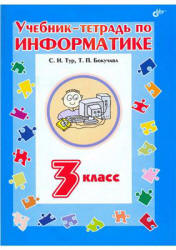 Учебник-тетрадь по
ИНФОРМАТИКЕ
С. Н. Тур, Т. П. Бокучава
3 класс